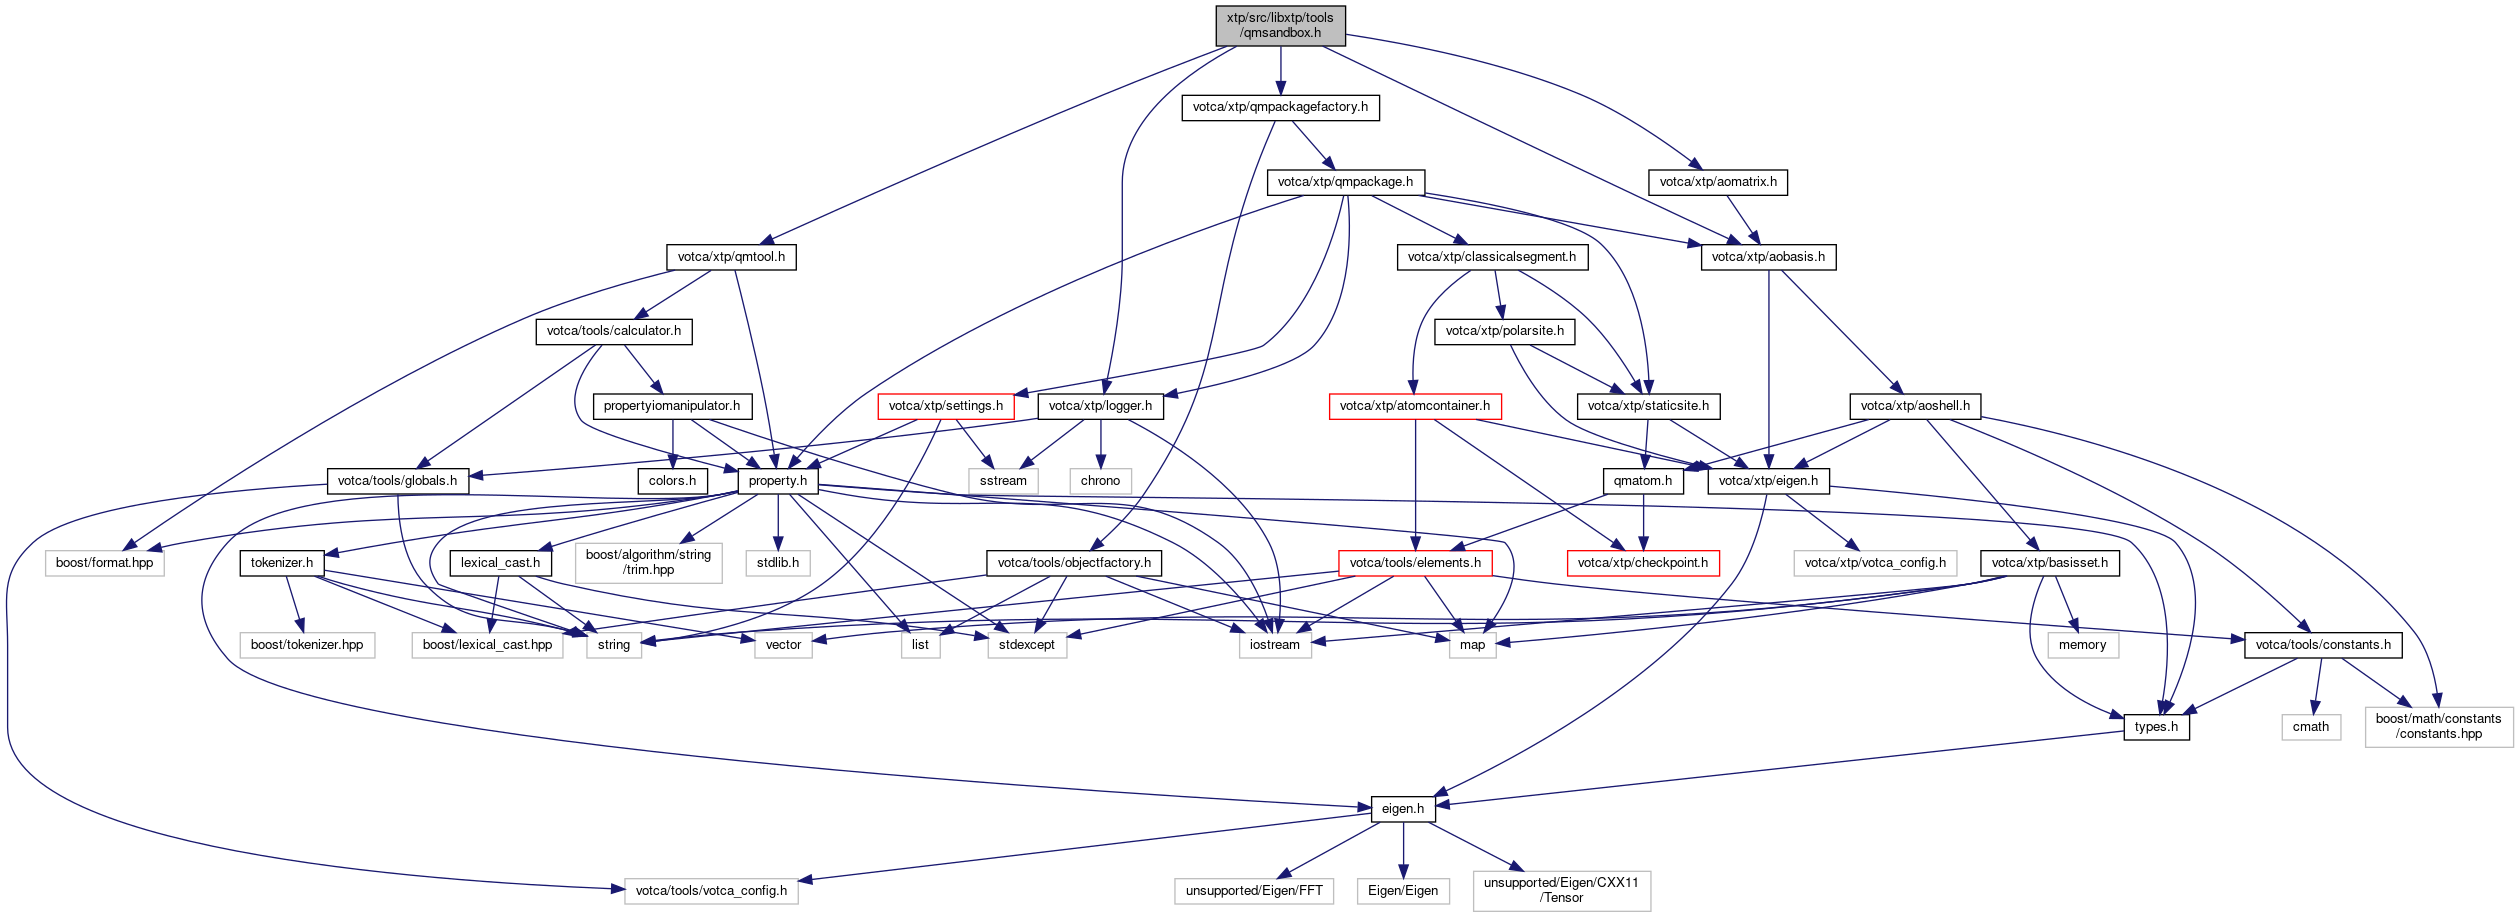 xtp/src/libxtp/tools
/qmsandbox.h
votca/xtp/qmpackagefactory.h
votca/xtp/qmpackage.h
votca/xtp/aomatrix.h
votca/xtp/qmtool.h
votca/xtp/classicalsegment.h
votca/xtp/aobasis.h
votca/tools/calculator.h
votca/xtp/polarsite.h
propertyiomanipulator.h
votca/xtp/settings.h
votca/xtp/logger.h
votca/xtp/atomcontainer.h
votca/xtp/staticsite.h
votca/xtp/aoshell.h
votca/tools/globals.h
colors.h
property.h
sstream
chrono
qmatom.h
votca/xtp/eigen.h
boost/format.hpp
tokenizer.h
lexical_cast.h
boost/algorithm/string
/trim.hpp
stdlib.h
votca/tools/objectfactory.h
votca/tools/elements.h
votca/xtp/checkpoint.h
votca/xtp/votca_config.h
votca/xtp/basisset.h
boost/tokenizer.hpp
boost/lexical_cast.hpp
string
vector
list
stdexcept
iostream
map
memory
votca/tools/constants.h
types.h
cmath
boost/math/constants
/constants.hpp
eigen.h
votca/tools/votca_config.h
unsupported/Eigen/FFT
Eigen/Eigen
unsupported/Eigen/CXX11
/Tensor